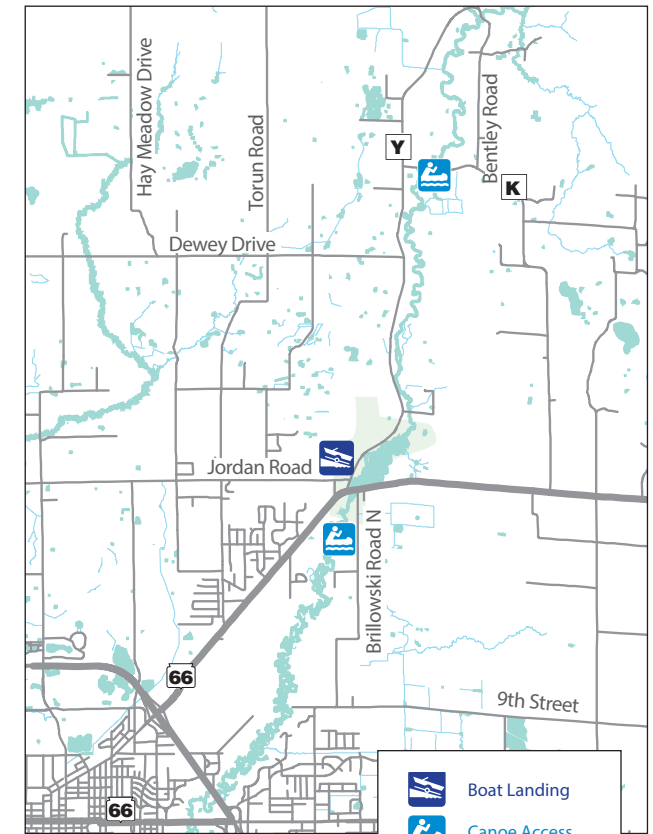 Hay Meadow Drive
Torun Road
Bentley Road
Y
K
Dewey Drive
Jordan Road
Brillowski Road N
66
9th Street
66
Boat Landing
Canoe Access